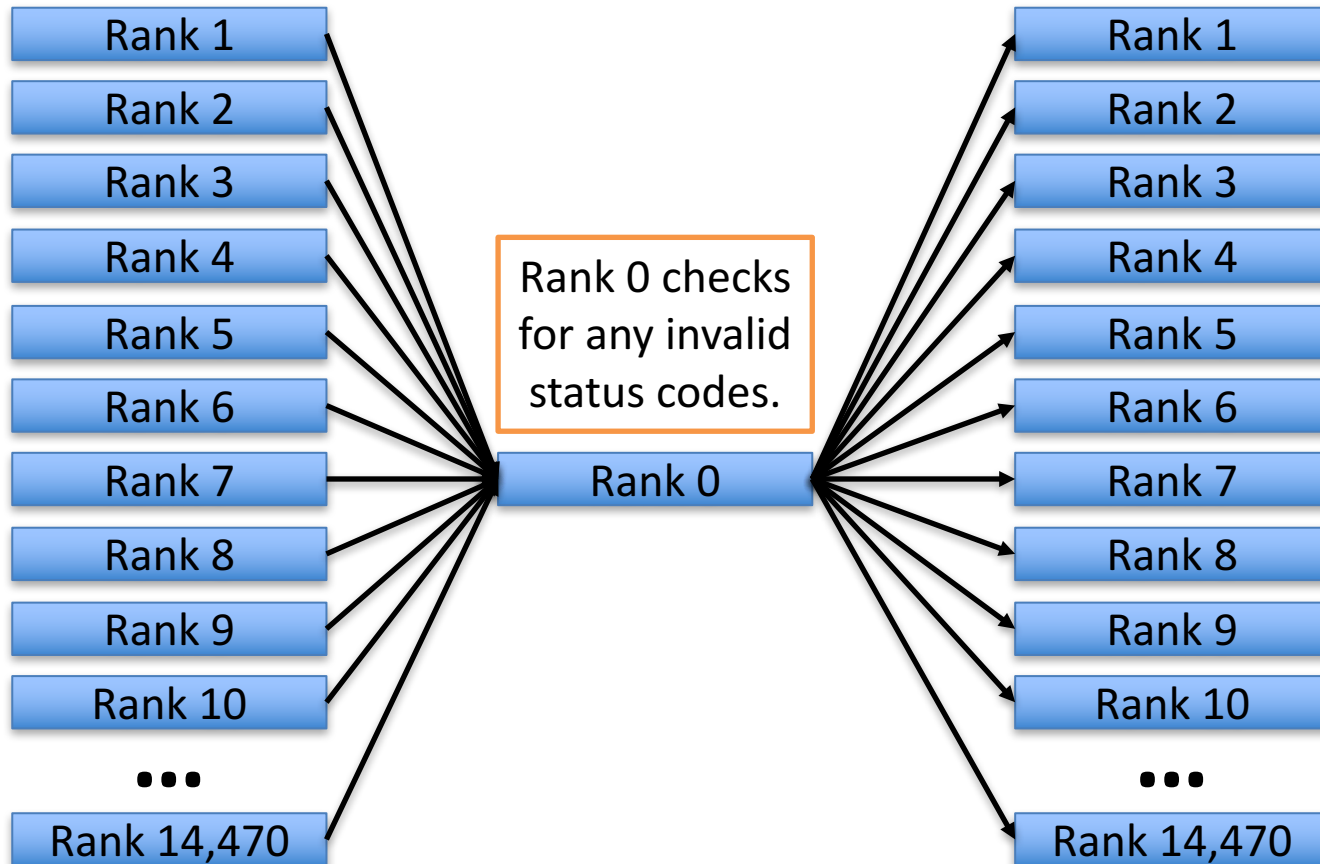 Rank 1
Rank 2
Rank 3
Rank 4
Rank 5
Rank 6
Rank 7
Rank 8
Rank 9
Rank 10
...
Rank 14,470
Rank 0 checks
for any invalid
status codes.
Rank 0
Rank 1
Rank 2
Rank 3
Rank 4
Rank 5
Rank 6
Rank 7
Rank 8
Rank 9
Rank 10
...
Rank 14,470